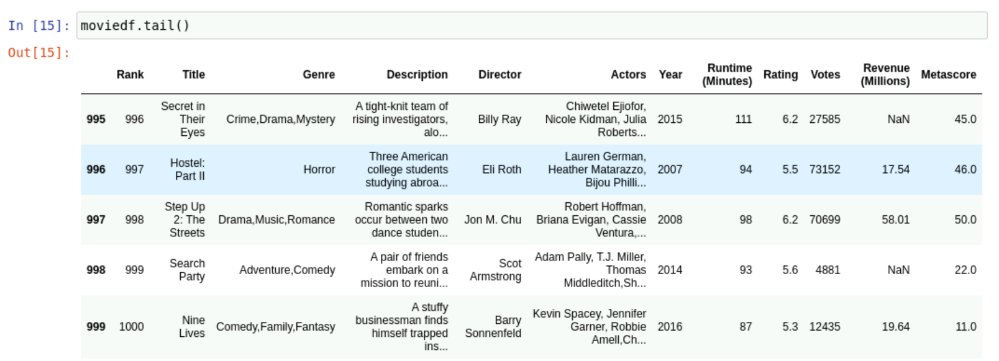 In [15]: moviedf.tail()
Out[15]:
Rank Title Genre Description Director Actors Year Runtime (Minutes) Rating Votes Revenue (Millions) Metascore
995 996 Secret in Their Eyes Crime,Drama,Mystery A tight-knit team of rising investigators, alo... Billy Ray Chiwetel Ejiofor, Nicole Kidman, Julia Roberts... 2015 111 6.2 27585 NaN 45.0
996 997 Hostel: Part II Horror Three American college students studying abroa... Eli Roth Lauren German, Heather Matarazzo, Bijou Philli... 2007 94 5.5 73152 17.54 46.0
997 998 Step Up 2: The Streets Drama,Music,Romance Romantic sparks occur between two dance studen... Jon M. Chu Robert Hoffman, Briana Evigan, Cassie Ventura,... 2008 98 6.2 70699 58.01 50.0
998 999 Search Party Adventure,Comedy A pair of friends embark on a mission to reuni... Scot Armstrong Adam Pally, T.J. Miller, Thomas Middleditch,Sh... 2014 93 5.6 4881 NaN 22.0
999 1000 Nine Lives Comedy,Family,Fantasy A stuffy businessman finds himself trapped ins... Barry Sonnenfeld Kevin Spacey, Jennifer Garner, Robbie Amell,Ch... 2016 87 5.3 12435 19.64 11.0